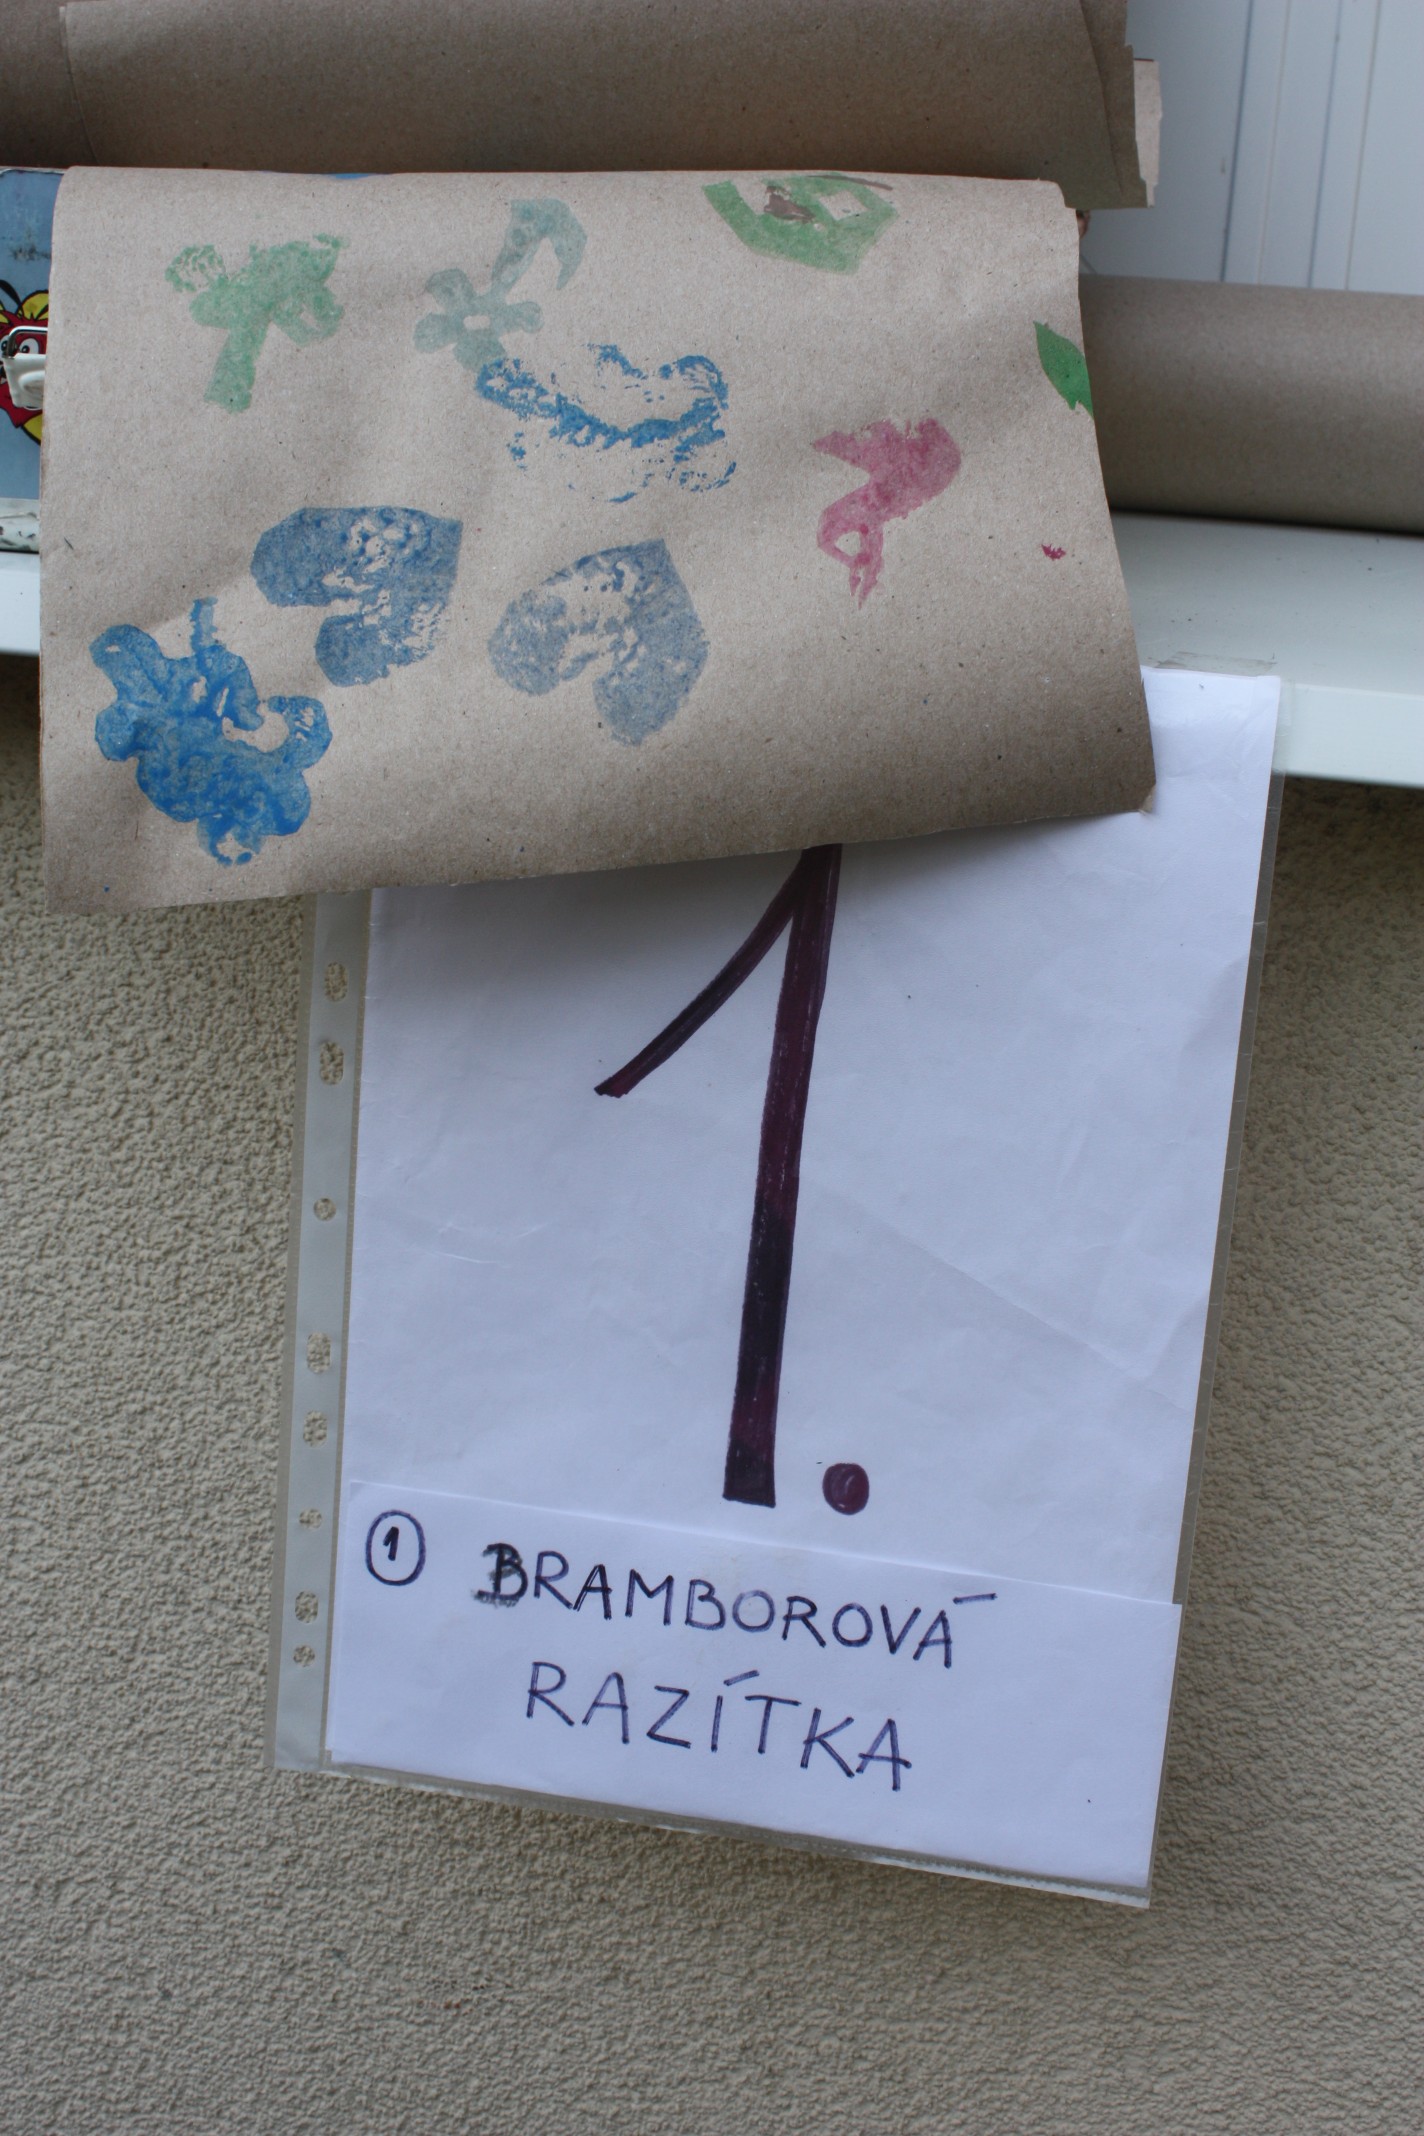 1.
① BRAMBOROVÁ
RAZÍTKA